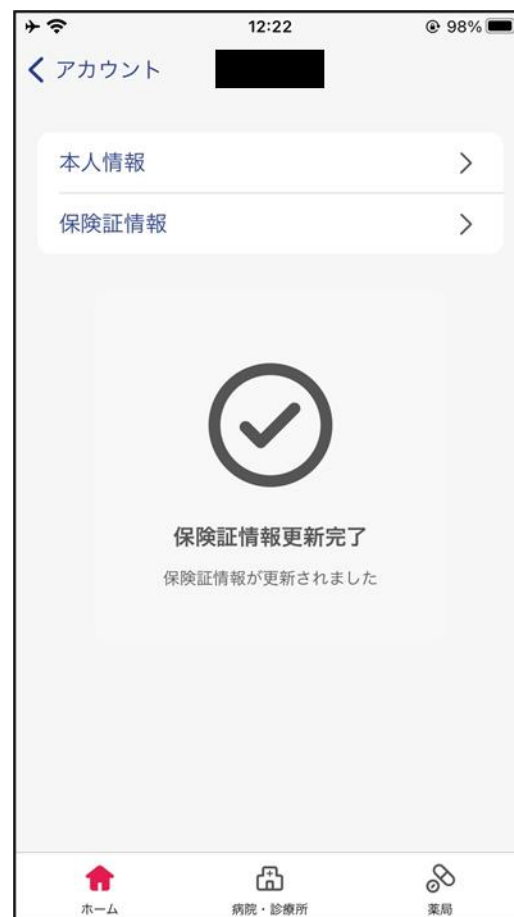 12:22
98%
アカウント
本人情報
保険証情報
保険証情報更新完了
保険証情報が更新されました
ホーム
病院・診療所
薬局